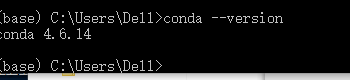 (base) C:\Users\Dell>conda --version
conda 4.6.14
(base) C:\Users\Dell>